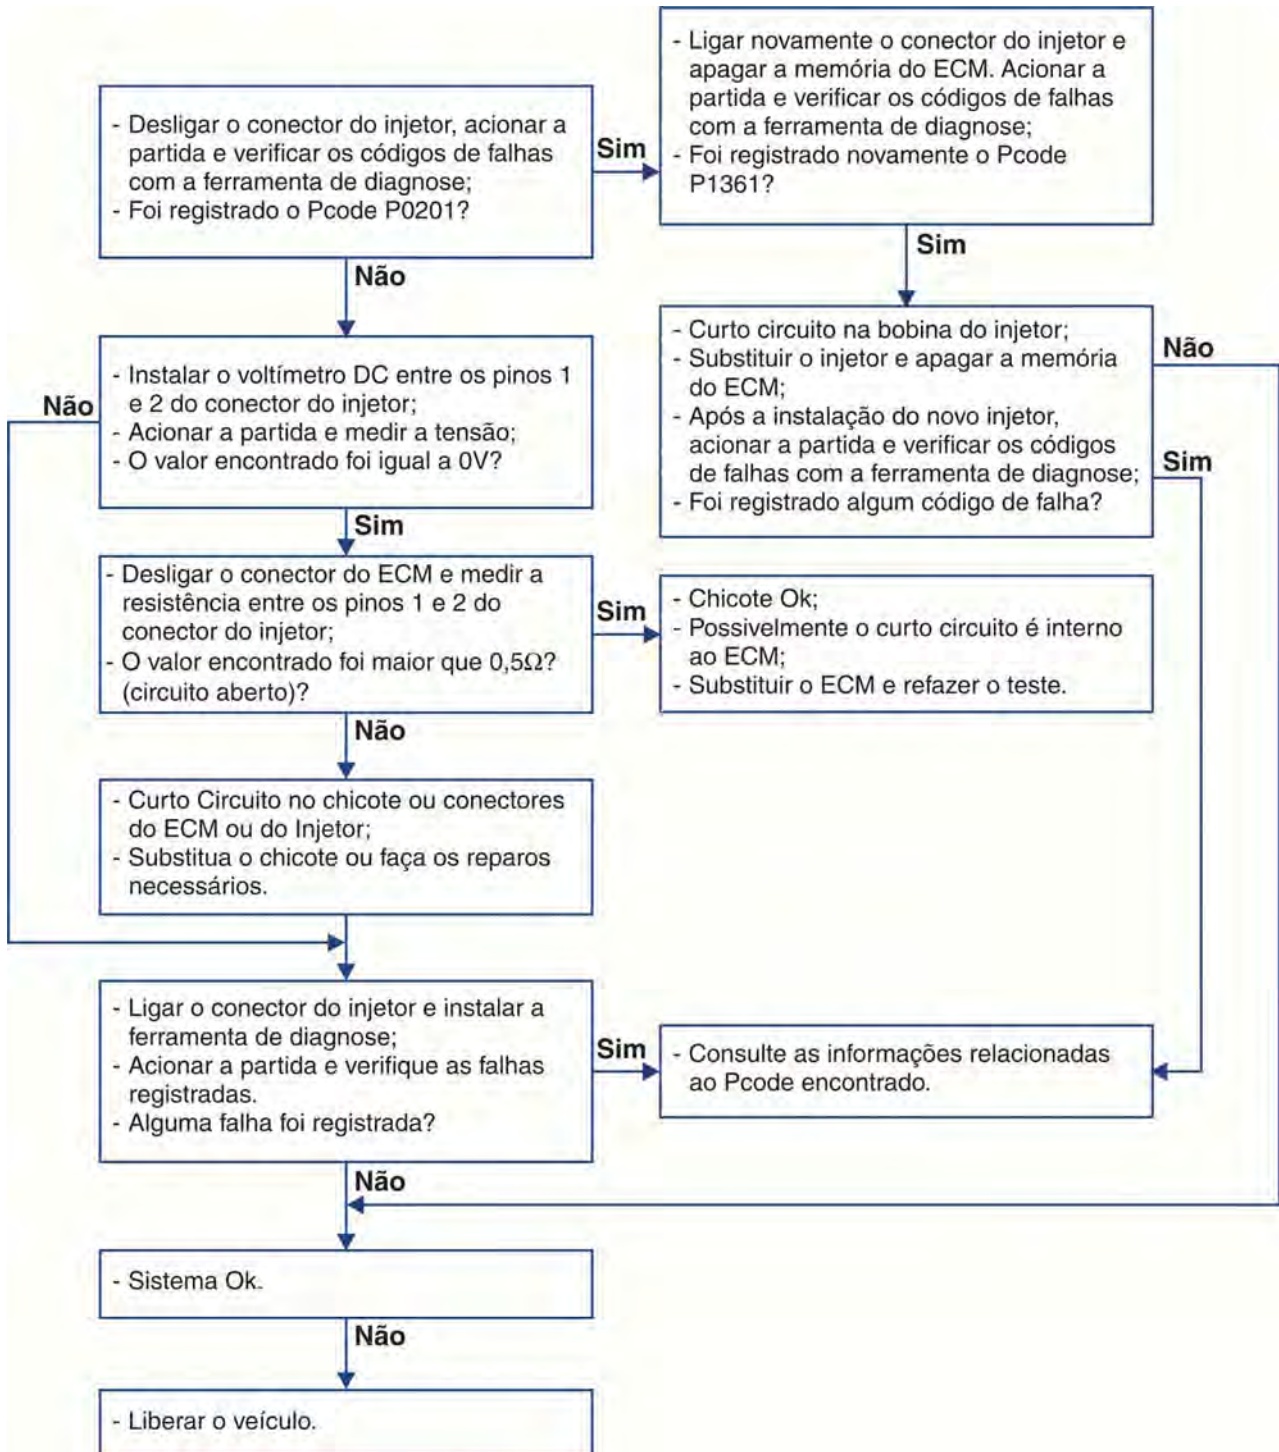 - Desligar o conector do injetor, acionar a
partida e verificar os códigos de falhas
com a ferramenta de diagnose;
- Foi registrado o Pcode P0201?
Sim
- Ligar novamente o conector do injetor e
apagar a memória do ECM. Acionar a
partida e verificar os códigos de falhas
com a ferramenta de diagnose;
- Foi registrado novamente o Pcode
P1361?
Não
Sim
- Instalar o voltímetro DC entre os pinos 1
e 2 do conector do injetor;
- Acionar a partida e medir a tensão;
- O valor encontrado foi igual a 0V?
Não
- Curto circuito na bobina do injetor;
- Substituir o injetor e apagar a memória
do ECM;
- Após a instalação do novo injetor,
acionar a partida e verificar os códigos
de falhas com a ferramenta de diagnose;
- Foi registrado algum código de falha?
Não
Sim
Sim
- Desligar o conector do ECM e medir a
resistência entre os pinos 1 e 2 do
conector do injetor;
- O valor encontrado foi maior que 0,5Ω?
(circuito aberto)?
Sim
- Chicote Ok;
- Possivelmente o curto circuito é interno
ao ECM;
- Substituir o ECM e refazer o teste.
Não
- Curto Circuito no chicote ou conectores
do ECM ou do Injetor;
- Substitua o chicote ou faça os reparos
necessários.
- Ligar o conector do injetor e instalar a
ferramenta de diagnose;
- Acionar a partida e verifique as falhas
registradas.
- Alguma falha foi registrada?
Sim
- Consulte as informações relacionadas
ao Pcode encontrado.
Não
- Sistema Ok.
Não
- Liberar o veículo.